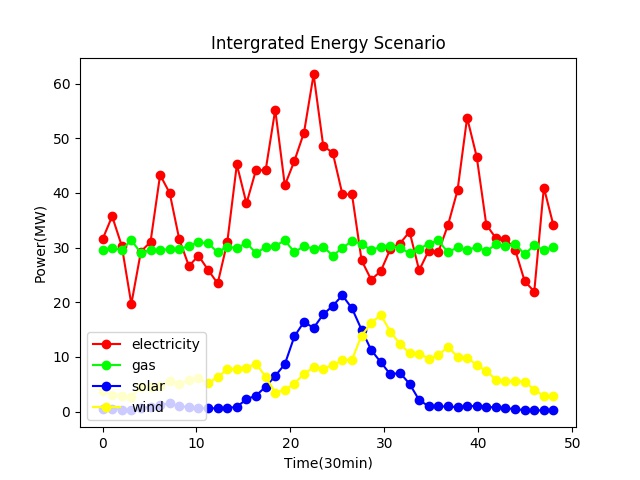 Intergrated Energy Scenario
Power(MW)
60
50
40
30
20
10
0
electricity
gas
solar
wind
0 10 20 30 40 50
Time(30min)